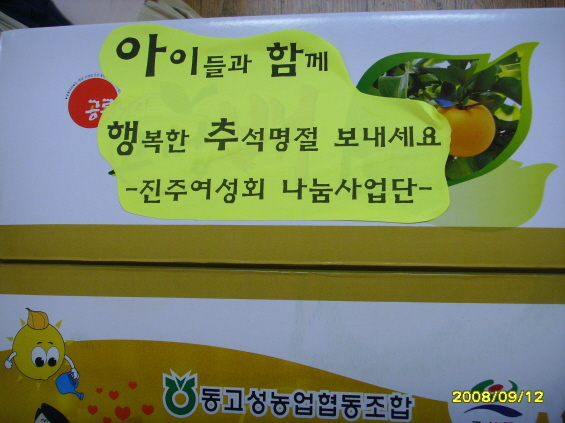 아이들과 함께
행복한 추석명절 보내세요
-진주여성회 나눔사업단-
동고성농업협동조합
2008/09/12